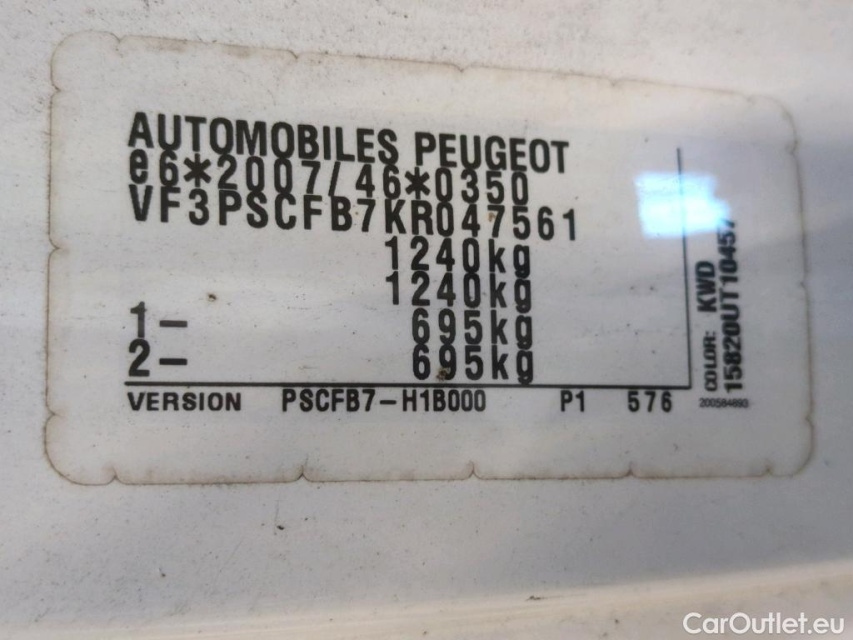 AUTOMOBILES PEUGEOT
e6*2007/46*0350
VF3PSCFB7KR047561
1240kg
1240kg
1- 695kg
2- 695kg
VERSION PSCFB7-H1B000 P1 576
COLOR: KWD
15820UT10457
CarOutlet.eu